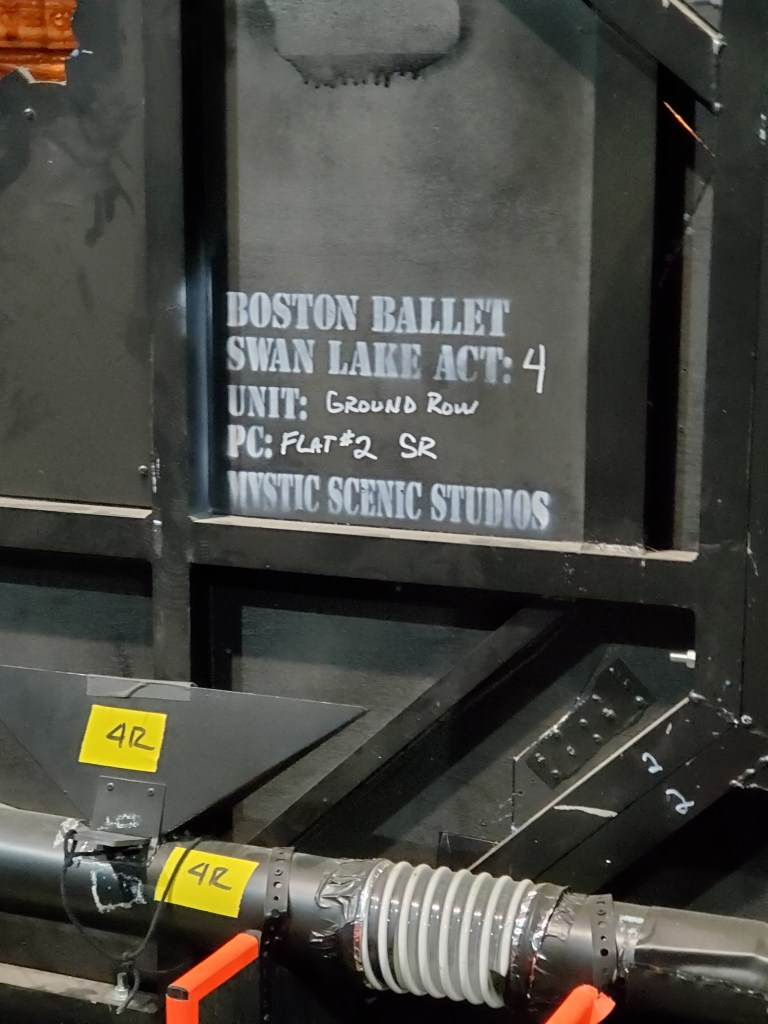 BOSTON BALLET
SWAN LAKE ACT: 4
UNIT: GROUND ROW
PC: FLAT #2 SR
MYSTIC SCENIC STUDIOS
4R
2
2
4R